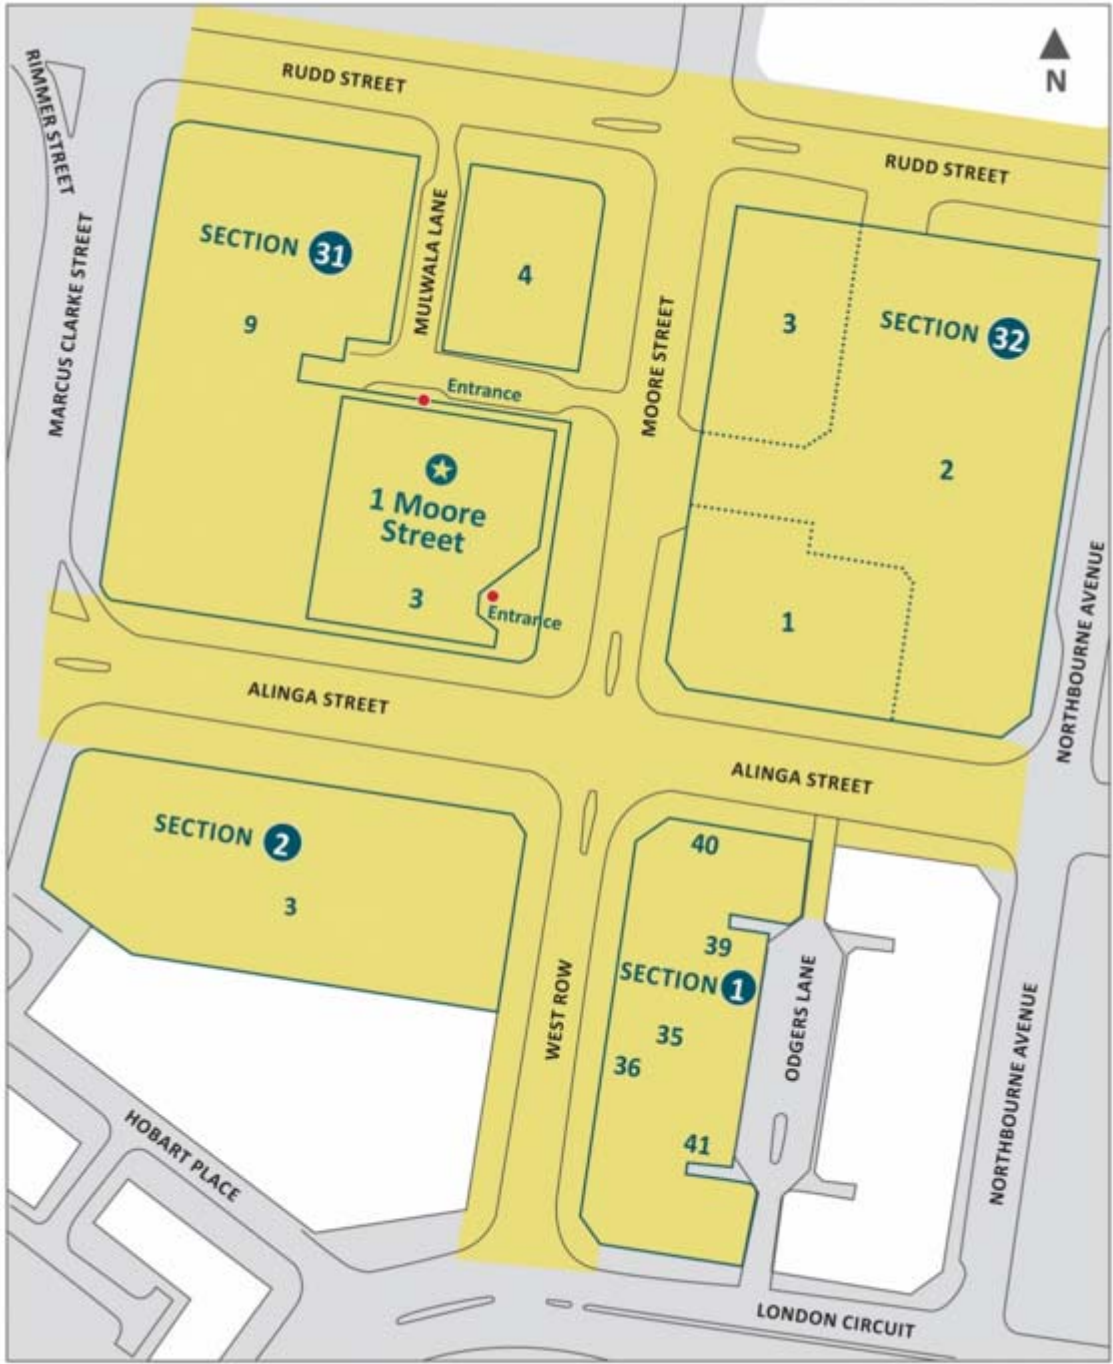 N
RUDD STREET
RIMMER STREET
RUDD STREET
MULWALA LANE
MARCUS CLARKE STREET
SECTION 31
4
9
3
SECTION 32
MOORE STREET
Entrance
2
1 Moore
Street
3
Entrance
1
NORTHBOURNE AVENUE
ALINGA STREET
ALINGA STREET
SECTION 2
3
40
39
SECTION 1
35
36
41
WEST ROW
ODGERS LANE
NORTHBOURNE AVENUE
HOBART PLACE
LONDON CIRCUIT